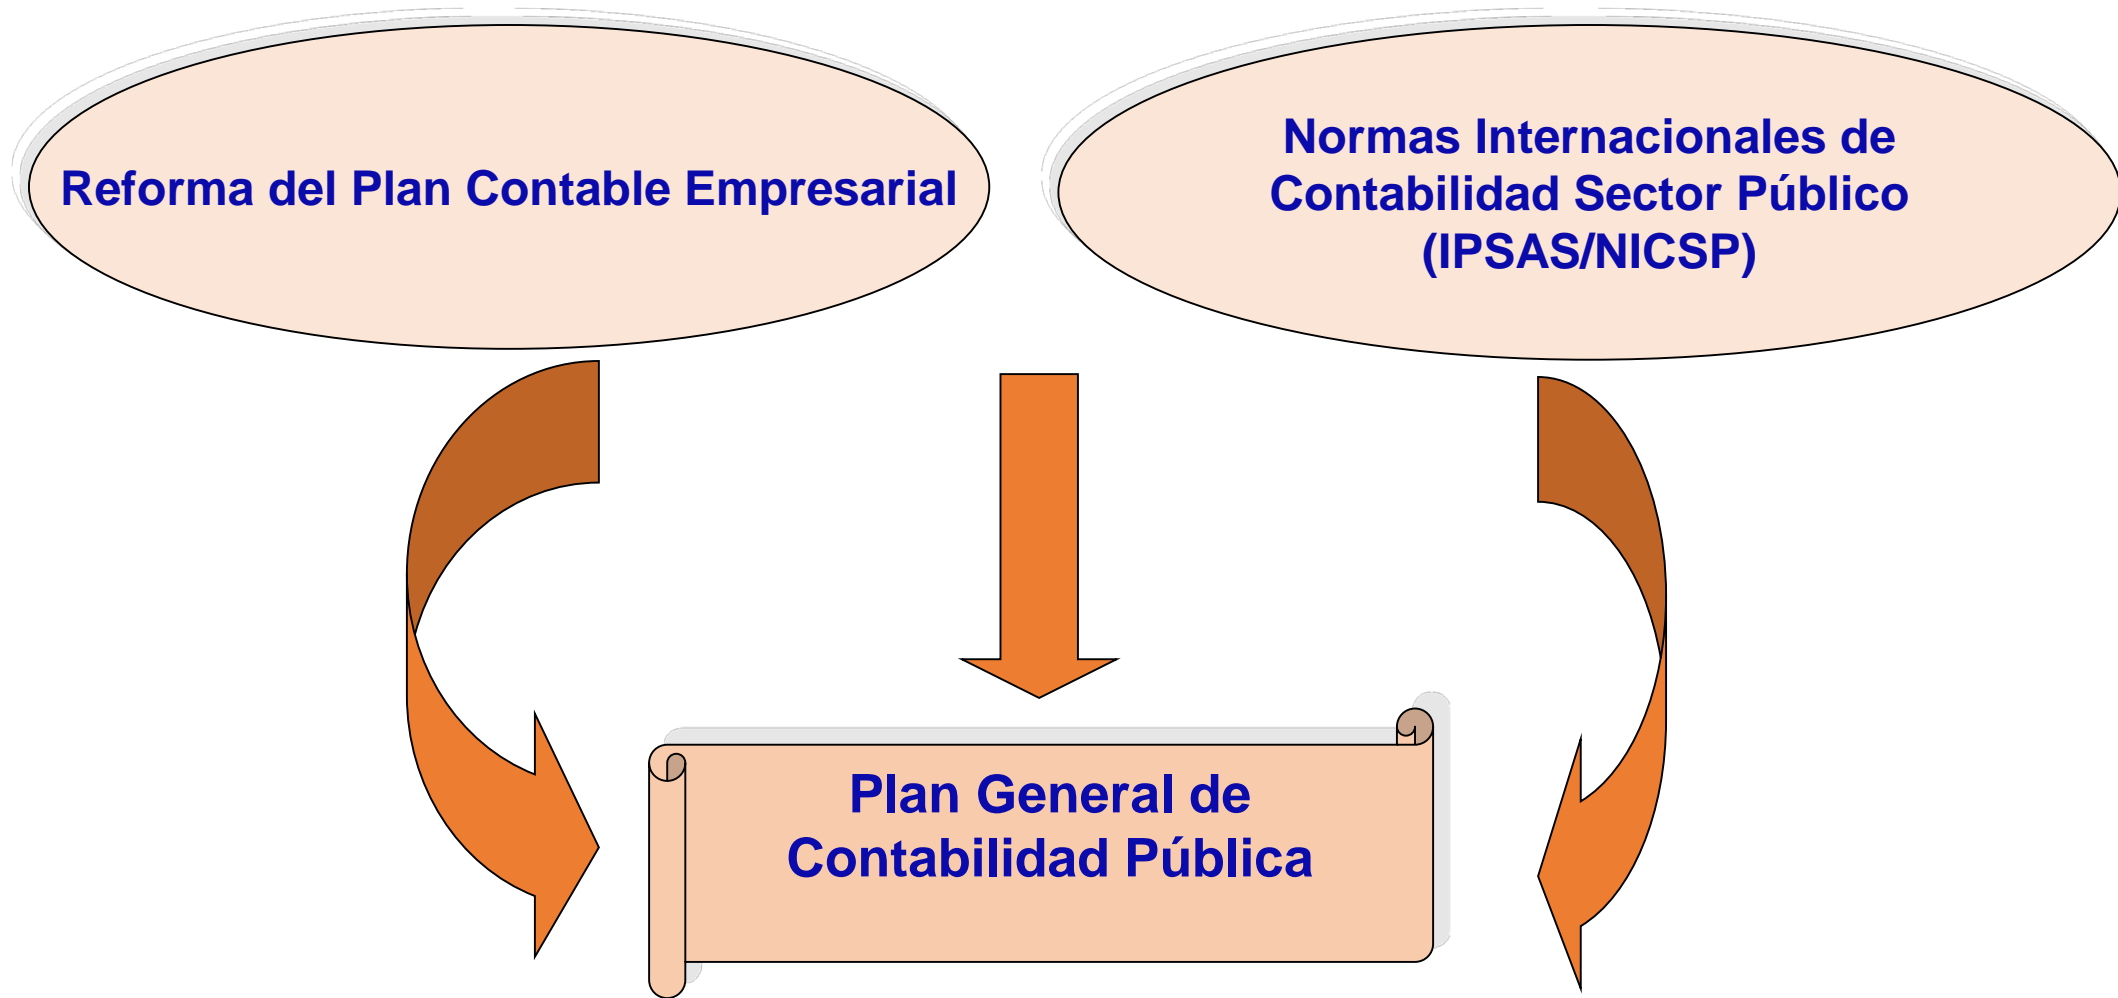 Reforma del Plan Contable Empresarial
Normas Internacionales de
Contabilidad Sector Público
(IPSAS/NICSP)
Plan General de
Contabilidad Pública